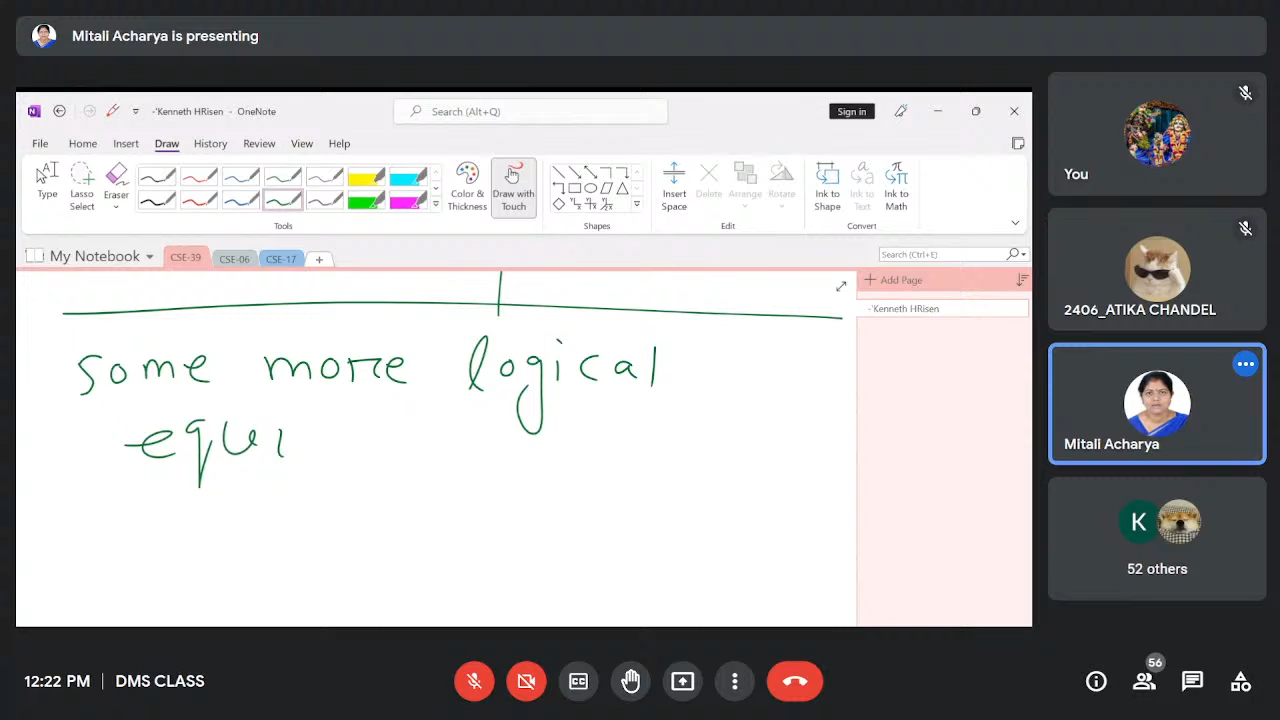 Mitali Acharya is presenting
-'Kenneth HRisen - OneNote
Search (Alt+Q)
Sign in
File Home Insert Draw History Review View Help
Type
Lasso Select
Eraser
Color & Thickness
Draw with Touch
Insert Space
Delete
Arrange
Rotate
Ink to Shape
Ink to Text
Ink to Math
Tools
Shapes
Edit
Convert
My Notebook
CSE-39
CSE-06
CSE-17
Search (Ctrl+E)
Add Page
-'Kenneth HRisen
some more logical
equi
You
2406_ATIKA CHANDEL
Mitali Acharya
K
52 others
12:22 PM | DMS CLASS
56